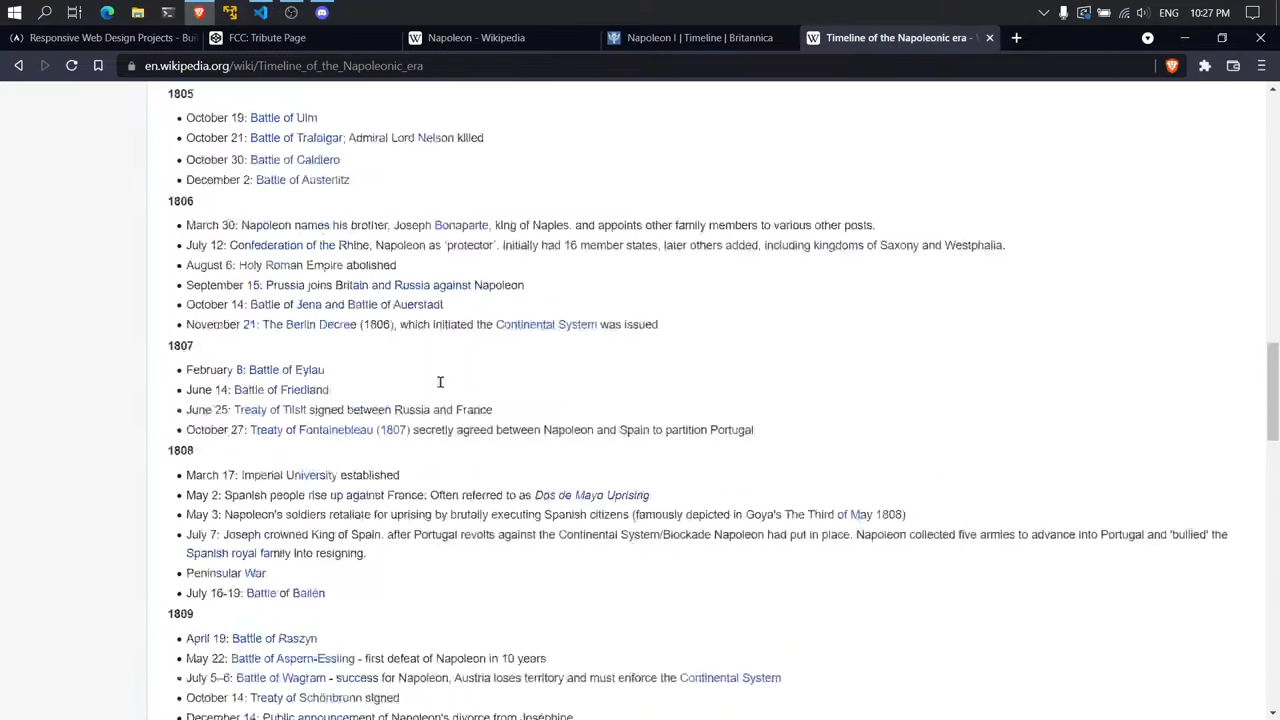 ENG 10:27 PM
Responsive Web Design Projects - Buil
FCC: Tribute Page
Napoleon - Wikipedia
Napoleon I | Timeline | Britannica
Timeline of the Napoleonic era -
en.wikipedia.org/wiki/Timeline_of_the_Napoleonic_era
1805
October 19: Battle of Ulm
October 21: Battle of Trafalgar; Admiral Lord Nelson killed
October 30: Battle of Caldiero
December 2: Battle of Austerlitz
1806
March 30: Napoleon names his brother, Joseph Bonaparte, king of Naples. and appoints other family members to various other posts.
July 12: Confederation of the Rhine, Napoleon as 'protector'. Initially had 16 member states, later others added, including kingdoms of Saxony and Westphalia.
August 6: Holy Roman Empire abolished
September 15: Prussia joins Britain and Russia against Napoleon
October 14: Battle of Jena and Battle of Auerstadt
November 21: The Berlin Decree (1806), which initiated the Continental System was issued
1807
February 8: Battle of Eylau
June 14: Battle of Friedland
June 25: Treaty of Tilsit signed between Russia and France
October 27: Treaty of Fontainebleau (1807) secretly agreed between Napoleon and Spain to partition Portugal
1808
March 17: Imperial University established
May 2: Spanish people rise up against France; Often referred to as Dos de Mayo Uprising
May 3: Napoleon's soldiers retaliate for uprising by brutally executing Spanish citizens (famously depicted in Goya's The Third of May 1808)
July 7: Joseph crowned King of Spain. after Portugal revolts against the Continental System/Blockade Napoleon had put in place. Napoleon collected five armies to advance into Portugal and 'bullied' the
Spanish royal family into resigning.
Peninsular War
July 16-19: Battle of Bailén
1809
April 19: Battle of Raszyn
May 22: Battle of Aspern-Essling - first defeat of Napoleon in 10 years
July 5–6: Battle of Wagram - success for Napoleon, Austria loses territory and must enforce the Continental System
October 14: Treaty of Schönbrunn signed
December 14: Public announcement of Napoleon's divorce from Joséphine